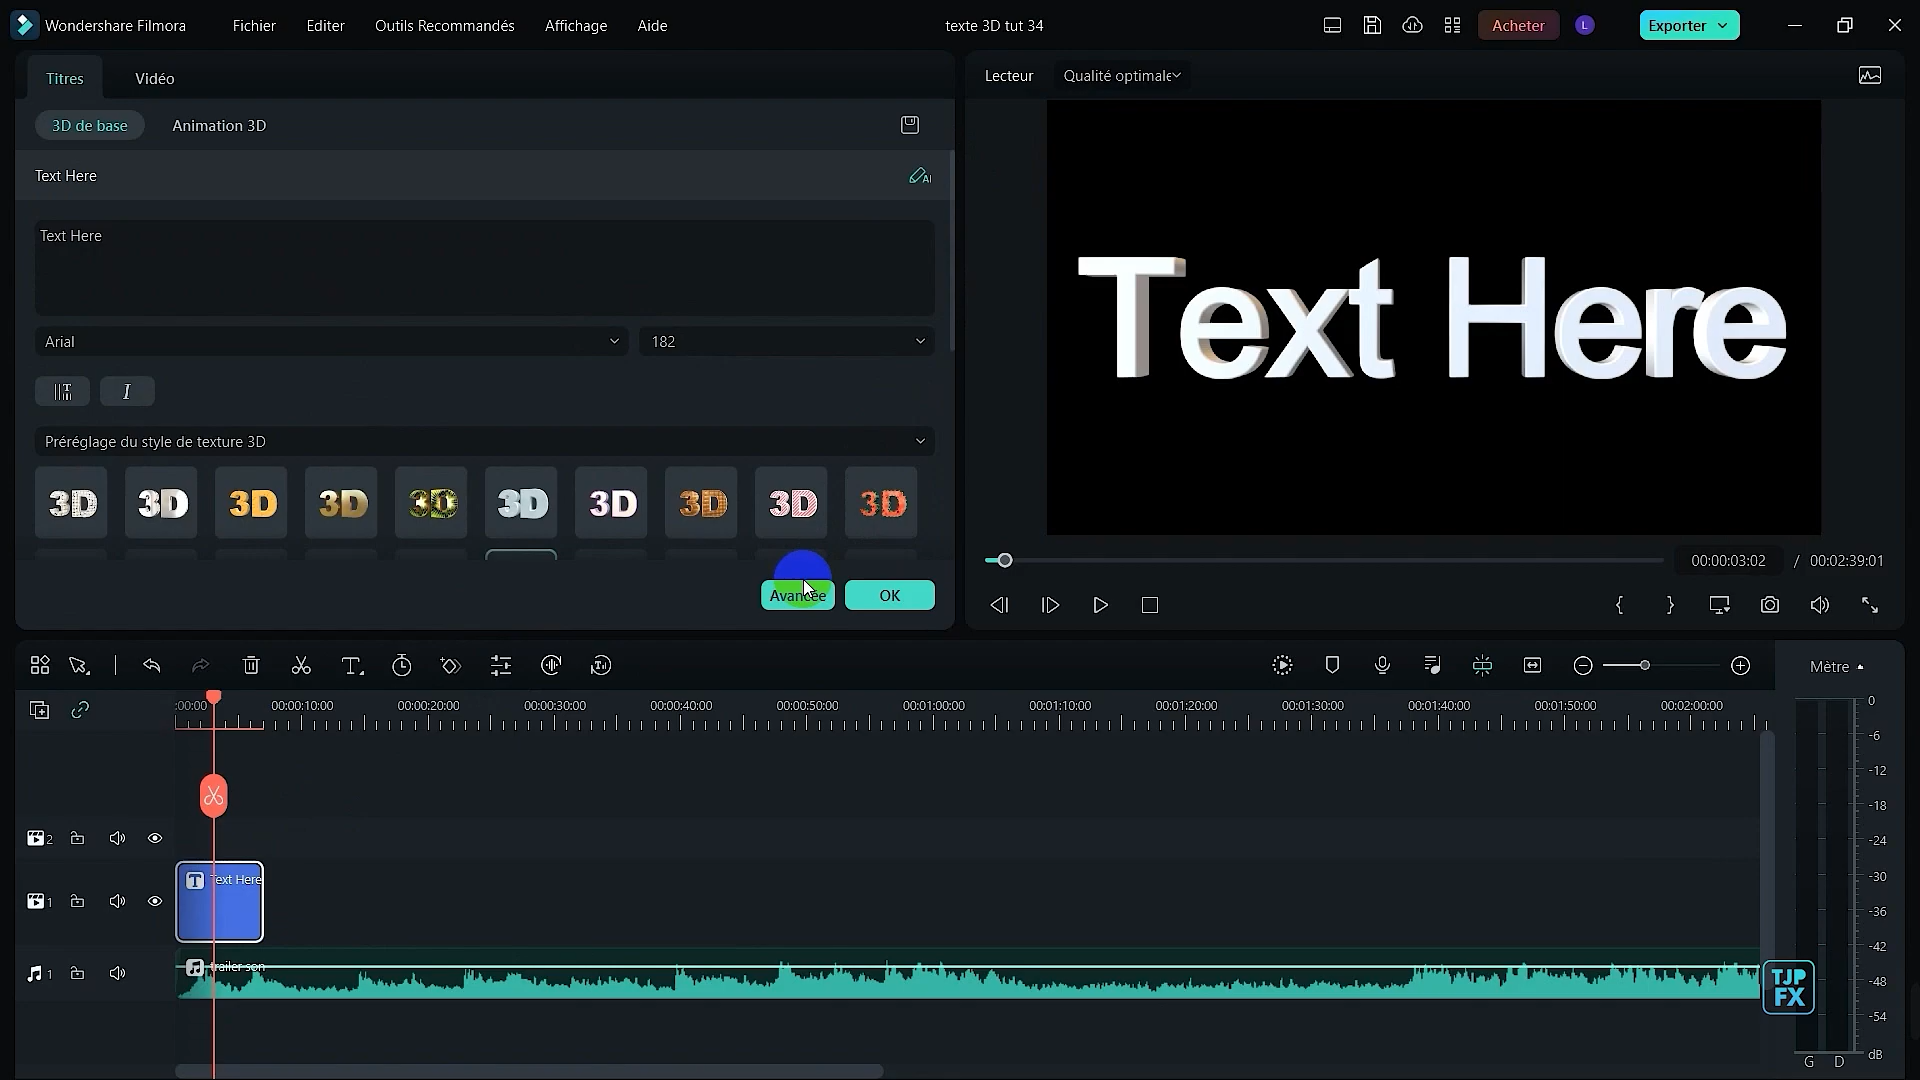 Wondershare Filmora Fichier Editer Outils Recommandés Affichage Aide texte 3D tut 34 Acheter L Exporter
Titres Vidéo
Lecteur Qualité optimale
3D de base Animation 3D
Text Here
AI
Text Here
Arial 182
I
Préréglage du style de texture 3D
3D 3D 3D 3D 3D 3D 3D 3D 3D 3D
Avancée OK
Text Here
00:00:03:02 / 00:02:39:01
{ }
Mètre
:00:00 00:00:10:00 00:00:20:00 00:00:30:00 00:00:40:00 00:00:50:00 00:01:00:00 00:01:10:00 00:01:20:00 00:01:30:00 00:01:40:00 00:01:50:00 00:02:00:00
2
T Text Here
1
trailer son
1
0
-6
-12
-18
-24
-30
-36
-42
-48
-54
dB
G D
TJP
FX